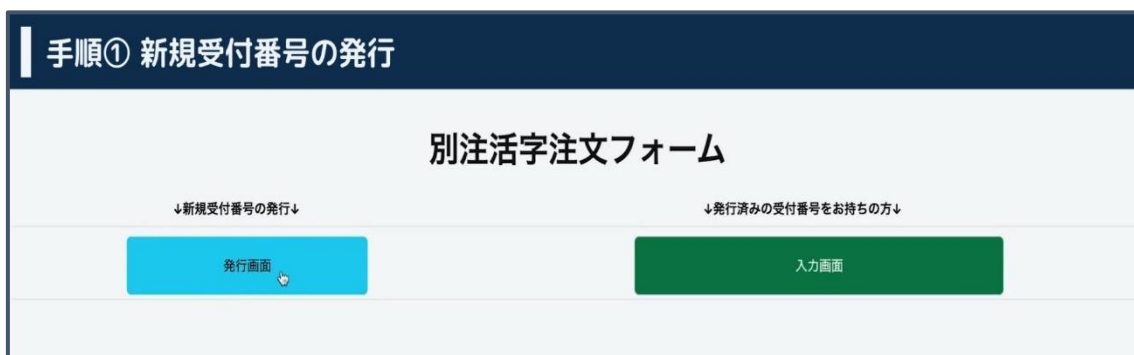 手順① 新規受付番号の発行
別注活字注文フォーム
↓新規受付番号の発行↓
↓発行済みの受付番号をお持ちの方↓
発行画面
入力画面